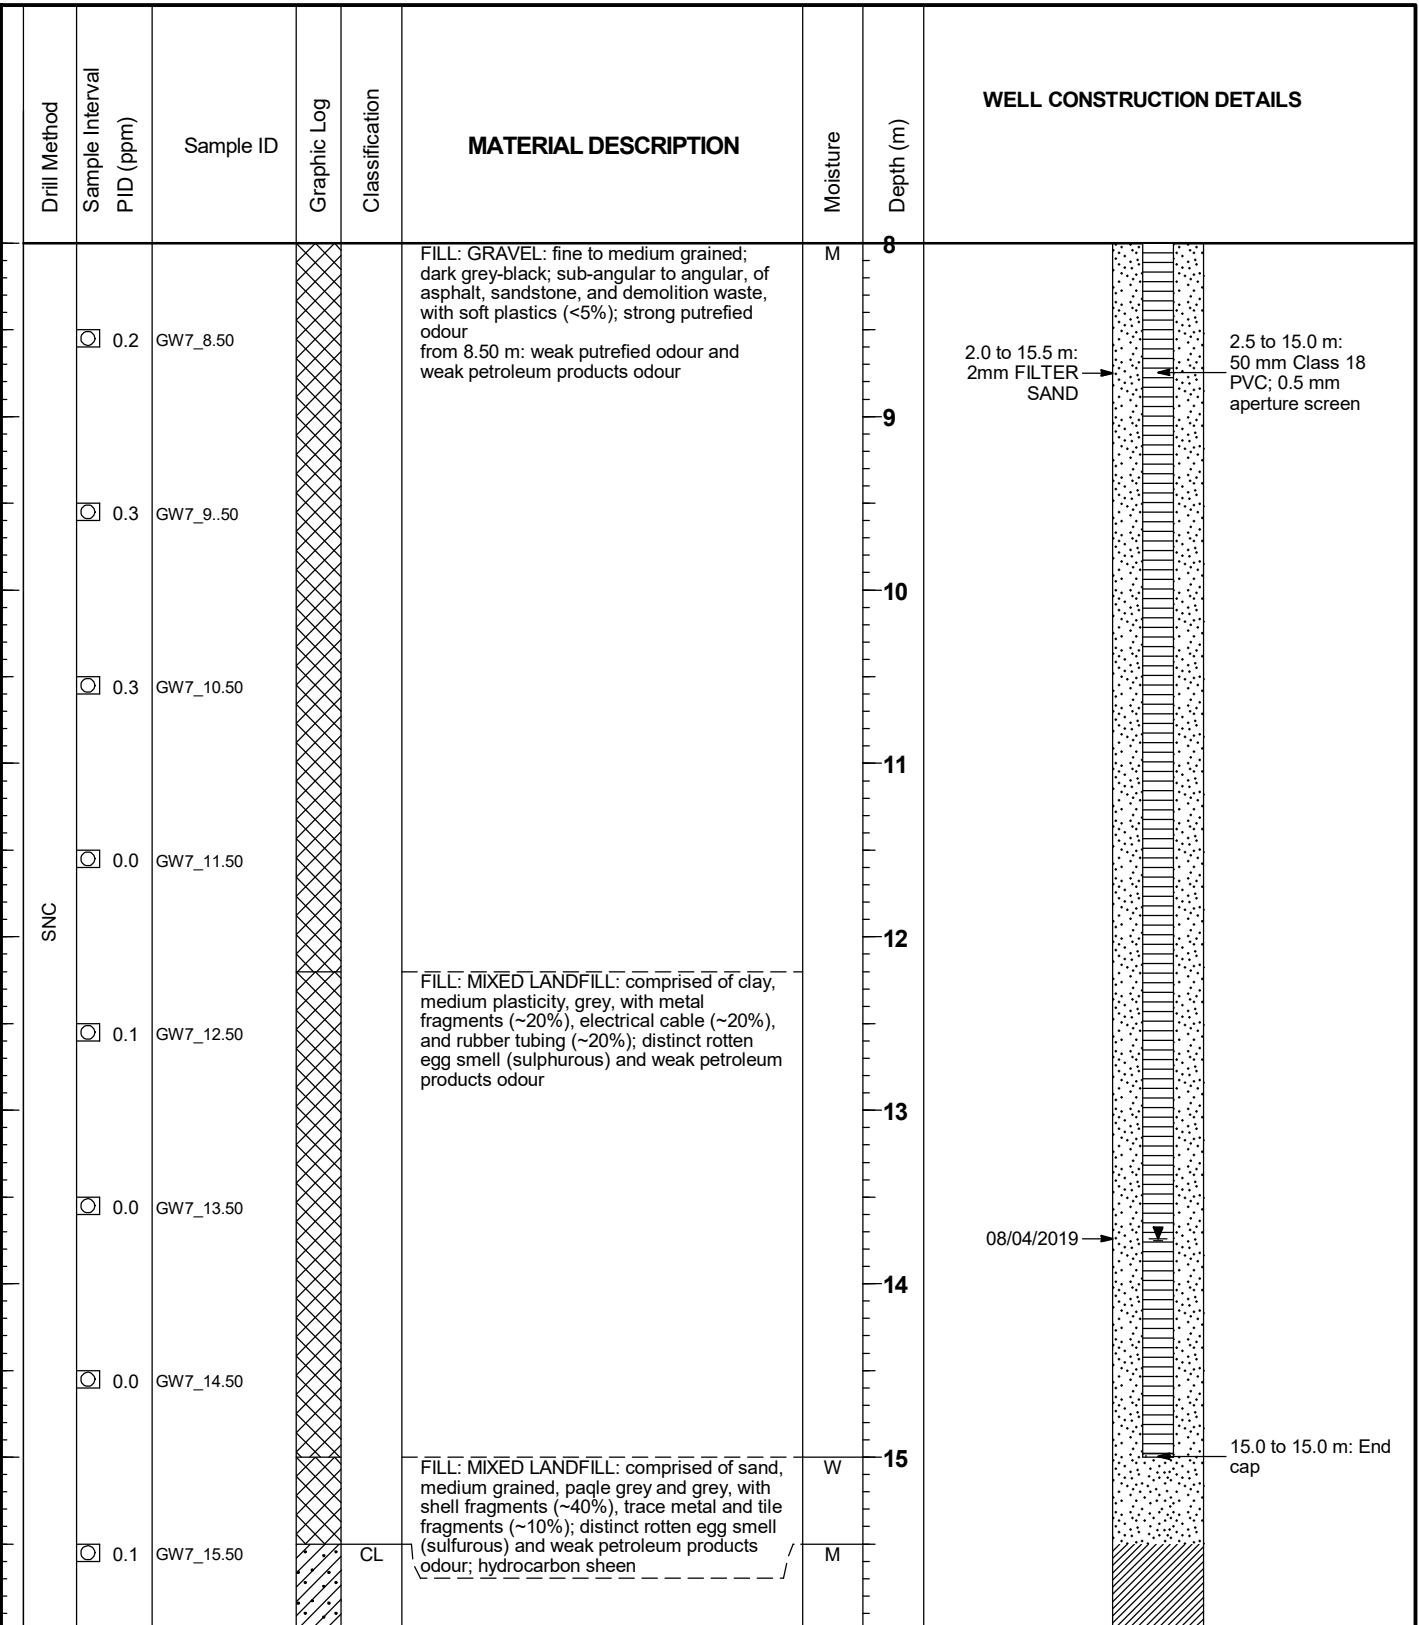 Drill Method
Sample Interval
PID (ppm)
Sample ID
Graphic Log
Classification
MATERIAL DESCRIPTION
Moisture
Depth (m)
WELL CONSTRUCTION DETAILS
FILL: GRAVEL: fine to medium grained;
dark grey-black; sub-angular to angular, of
asphalt, sandstone, and demolition waste,
with soft plastics (<5%); strong putrefied
odour
from 8.50 m: weak putrefied odour and
weak petroleum products odour
M
8
0.2 GW7_8.50
2.0 to 15.5 m:
2mm FILTER
SAND
2.5 to 15.0 m:
50 mm Class 18
PVC; 0.5 mm
aperture screen
9
0.3 GW7_9..50
10
0.3 GW7_10.50
11
0.0 GW7_11.50
SNC
12
FILL: MIXED LANDFILL: comprised of clay,
medium plasticity, grey, with metal
fragments (~20%), electrical cable (~20%),
and rubber tubing (~20%); distinct rotten
egg smell (sulphurous) and weak petroleum
products odour
0.1 GW7_12.50
13
0.0 GW7_13.50
08/04/2019
14
0.0 GW7_14.50
15
15.0 to 15.0 m: End
cap
FILL: MIXED LANDFILL: comprised of sand,
medium grained, paqle grey and grey, with
shell fragments (~40%), trace metal and tile
fragments (~10%); distinct rotten egg smell
(sulfurous) and weak petroleum products
odour; hydrocarbon sheen
W
0.1 GW7_15.50
CL
M